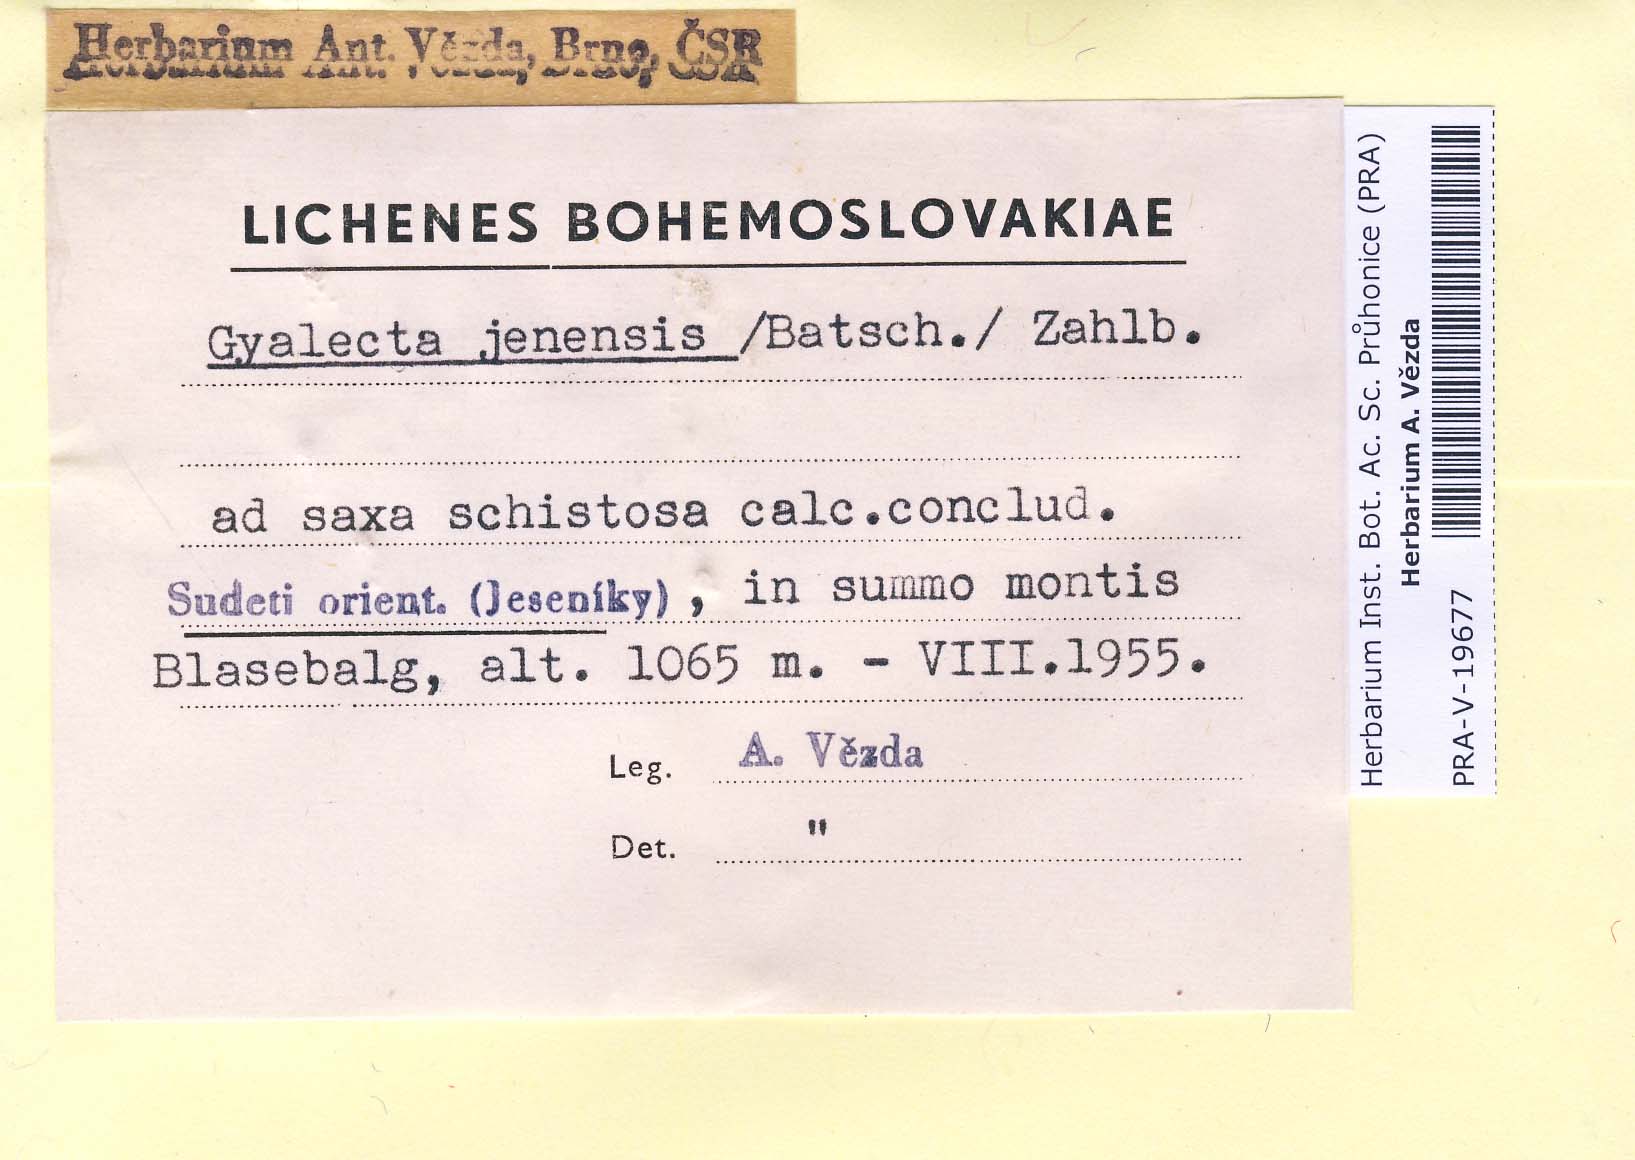 Herbarium Ant. Vězda, Brno, ČSR
LICHENES BOHEMOSLOVAKIAE
Gyalecta jenensis /Batsch./ Zahlb.
ad saxa schistosa calc.conclud.
Sudeti orient. (Jeseníky), in summo montis
Blasebalg, alt. 1065 m. - VIII.1955.
Leg. A. Vězda
Det. "
Herbarium Inst. Bot. Ac. Sc. Průhonice (PRA)
Herbarium A. Vězda
PRA-V-19677